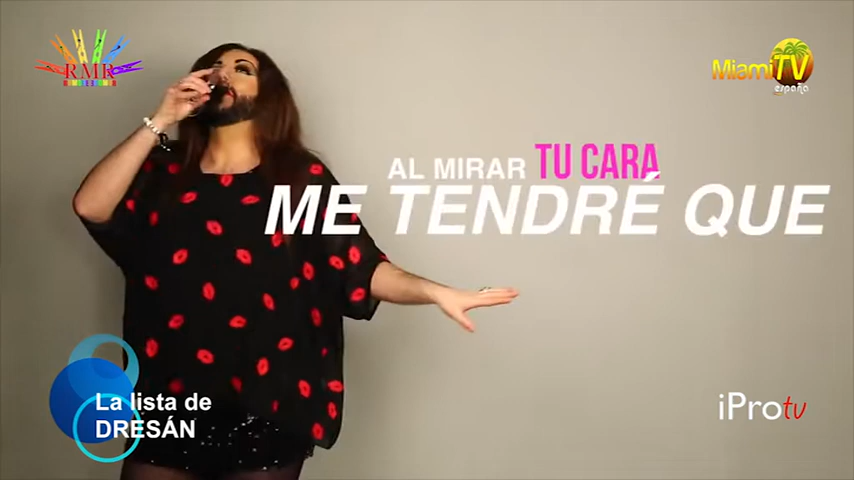 RMR
MiamiTV
españa
AL MIRAR TU CARA
ME TENDRÉ QUE
La lista de
DRESÁN
iProtv